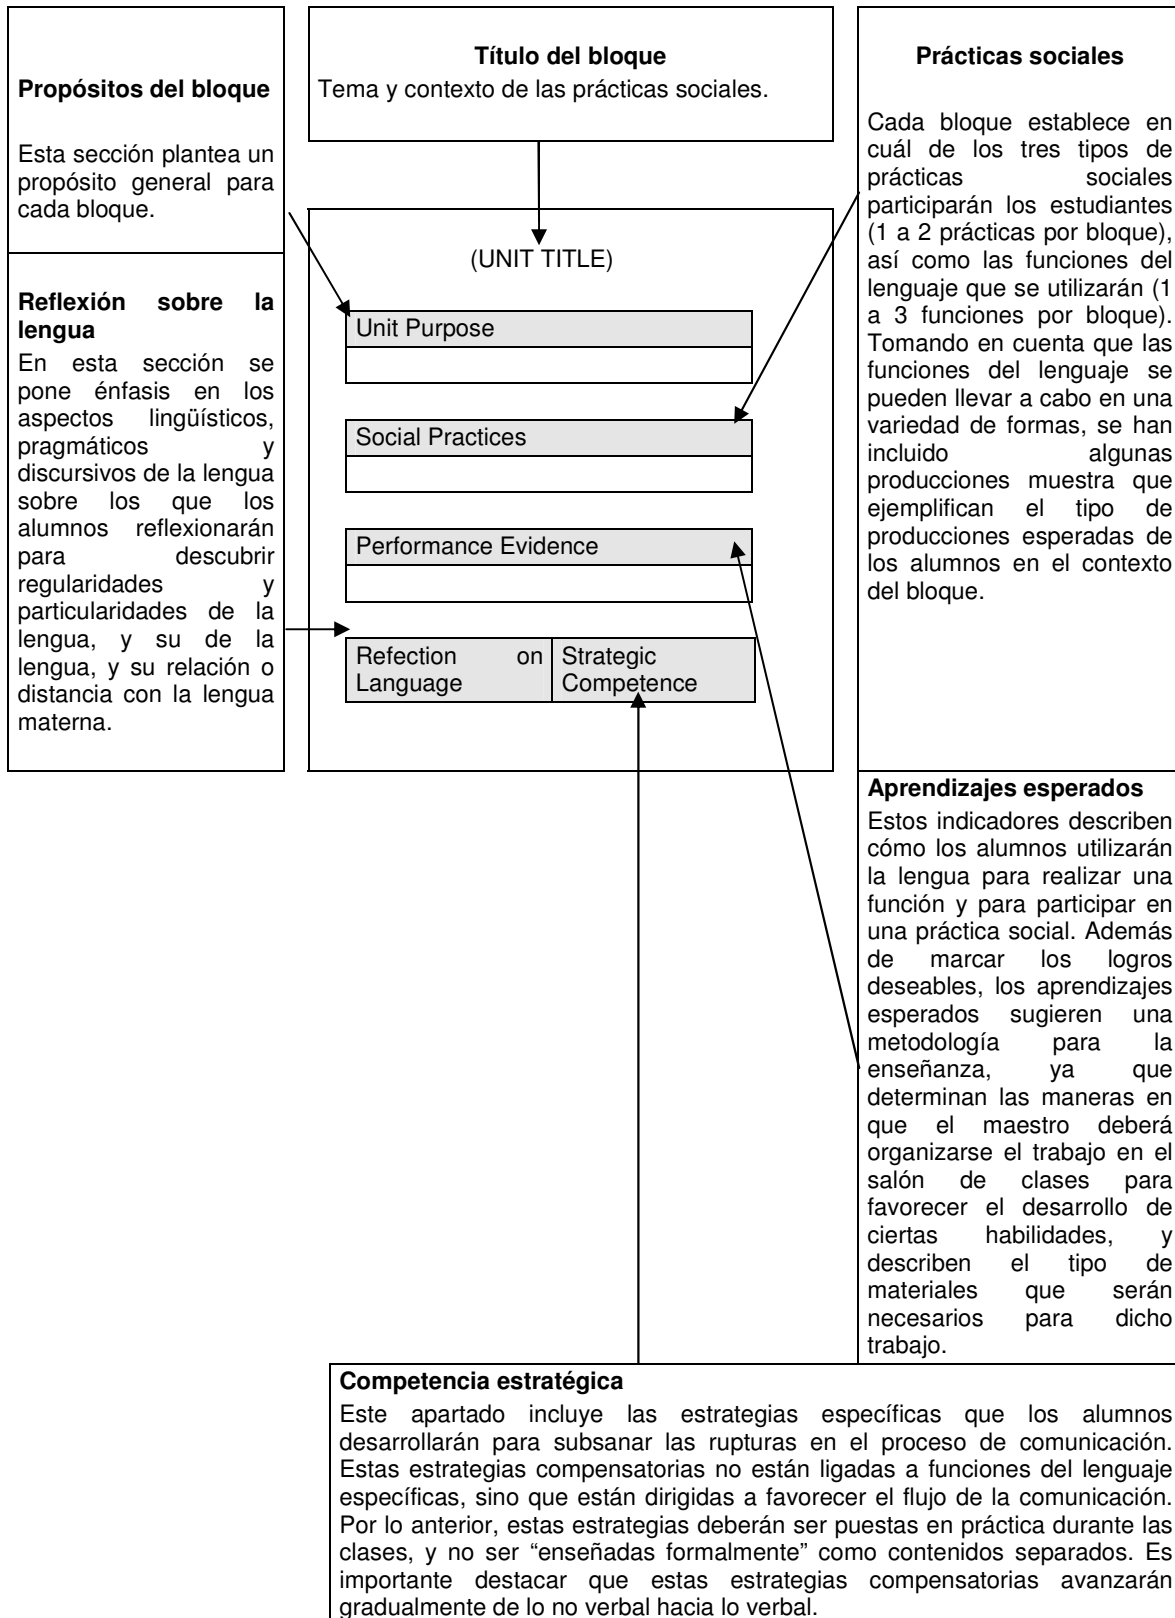 Propósitos del bloque
Esta sección plantea un
propósito general para
cada bloque.
Reflexión sobre la
lengua
En esta sección se
pone énfasis en los
aspectos lingüísticos,
pragmáticos y
discursivos de la lengua
sobre los que los
alumnos reflexionarán
para descubrir
regularidades y
particularidades de la
lengua, y su de la
lengua, y su relación o
distancia con la lengua
materna.
Título del bloque
Tema y contexto de las prácticas sociales.
(UNIT TITLE)
Unit Purpose
Social Practices
Performance Evidence
Refection on
Language
Strategic
Competence
Prácticas sociales
Cada bloque establece en
cuál de los tres tipos de
prácticas sociales
participarán los estudiantes
(1 a 2 prácticas por bloque),
así como las funciones del
lenguaje que se utilizarán (1
a 3 funciones por bloque).
Tomando en cuenta que las
funciones del lenguaje se
pueden llevar a cabo en una
variedad de formas, se han
incluido algunas
producciones muestra que
ejemplifican el tipo de
producciones esperadas de
los alumnos en el contexto
del bloque.
Aprendizajes esperados
Estos indicadores describen
cómo los alumnos utilizarán
la lengua para realizar una
función y para participar en
una práctica social. Además
de marcar los logros
deseables, los aprendizajes
esperados sugieren una
metodología para la
enseñanza, ya que
determinan las maneras en
que el maestro deberá
organizarse el trabajo en el
salón de clases para
favorecer el desarrollo de
ciertas habilidades, y
describen el tipo de
materiales que serán
necesarios para dicho
trabajo.
Competencia estratégica
Este apartado incluye las estrategias específicas que los alumnos
desarrollarán para subsanar las rupturas en el proceso de comunicación.
Estas estrategias compensatorias no están ligadas a funciones del lenguaje
específicas, sino que están dirigidas a favorecer el flujo de la comunicación.
Por lo anterior, estas estrategias deberán ser puestas en práctica durante las
clases, y no ser “enseñadas formalmente” como contenidos separados. Es
importante destacar que estas estrategias compensatorias avanzarán
gradualmente de lo no verbal hacia lo verbal.